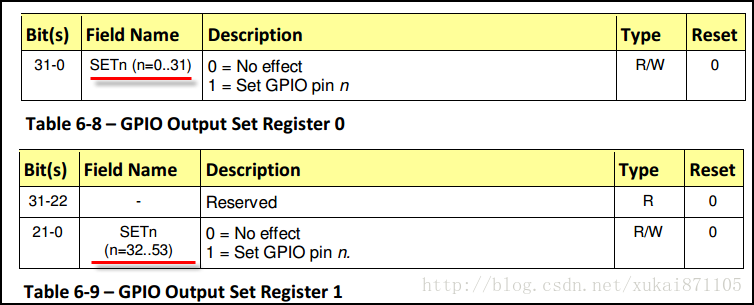 Bit(s) Field Name Description Type Reset
31-0 SETn (n=0..31) 0 = No effect R/W 0
1 = Set GPIO pin n
Table 6-8 – GPIO Output Set Register 0
Bit(s) Field Name Description Type Reset
31-22 - Reserved R 0
21-0 SETn 0 = No effect R/W 0
(n=32..53) 1 = Set GPIO pin n.
Table 6-9 – GPIO Output Set Register 1
http://blog.csdn.net/xukai871105